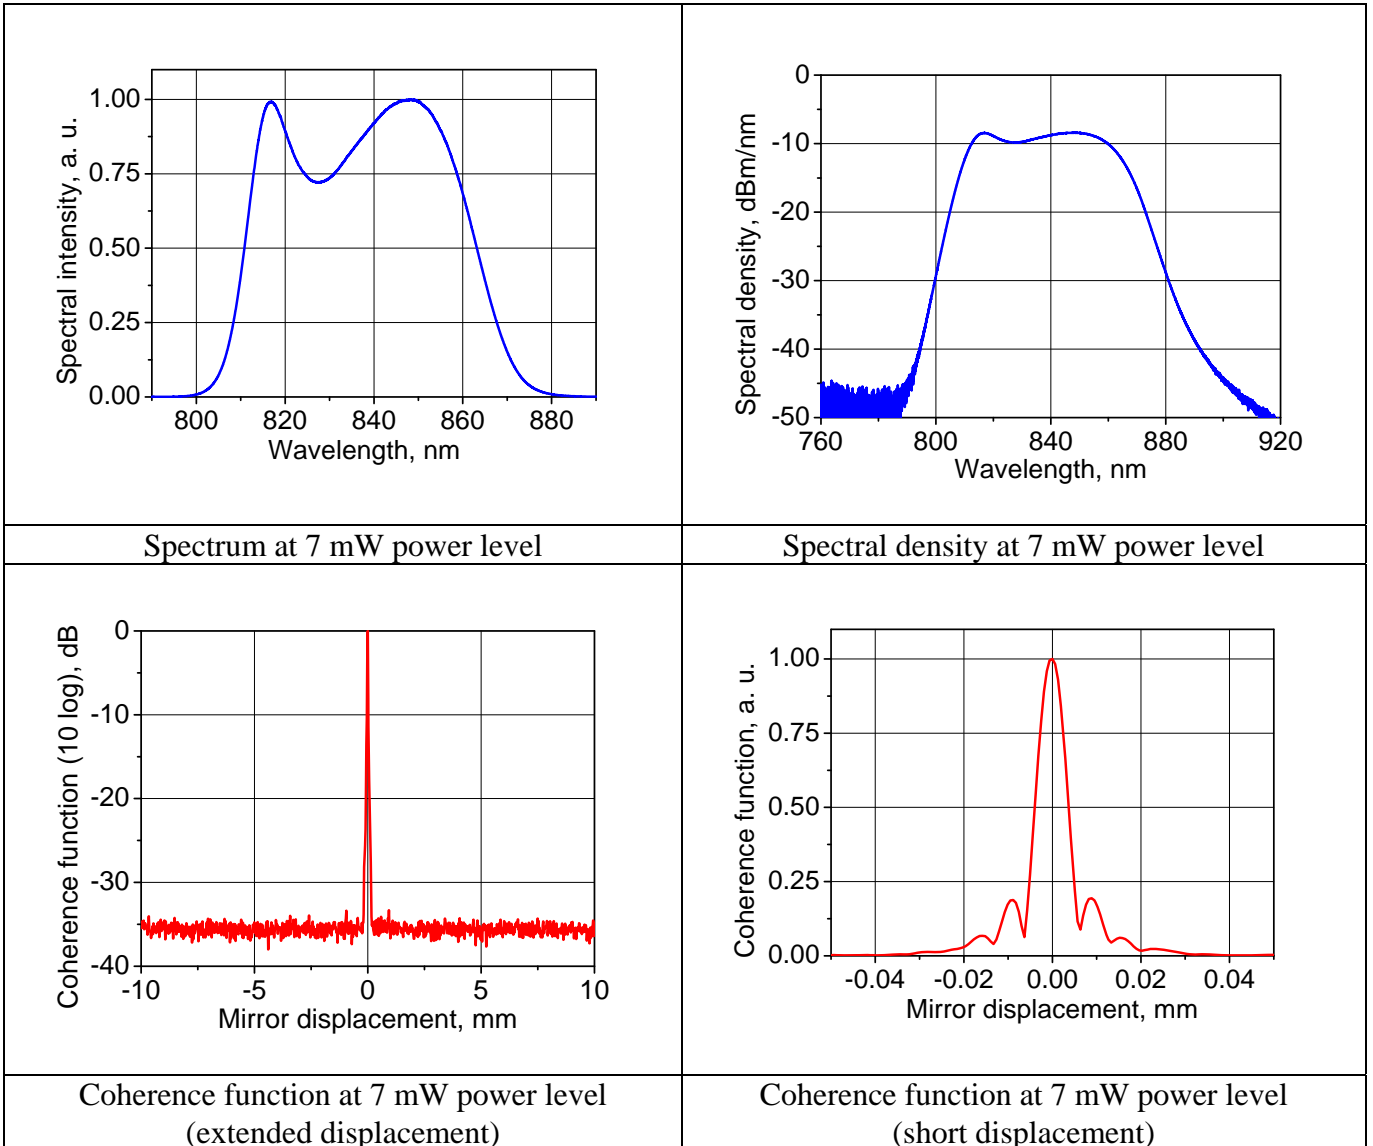 Spectral intensity, a. u.
1.00
0.75
0.50
0.25
0.00
800 820 840 860 880
Wavelength, nm
Spectral density, dBm/nm
0
-10
-20
-30
-40
-50
760 800 840 880 920
Wavelength, nm
Spectrum at 7 mW power level
Spectral density at 7 mW power level
Coherence function (10 log), dB
0
-10
-20
-30
-40
-10 -5 0 5 10
Mirror displacement, mm
Coherence function, a. u.
1.00
0.75
0.50
0.25
0.00
-0.04 -0.02 0.00 0.02 0.04
Mirror displacement, mm
Coherence function at 7 mW power level
(extended displacement)
Coherence function at 7 mW power level
(short displacement)